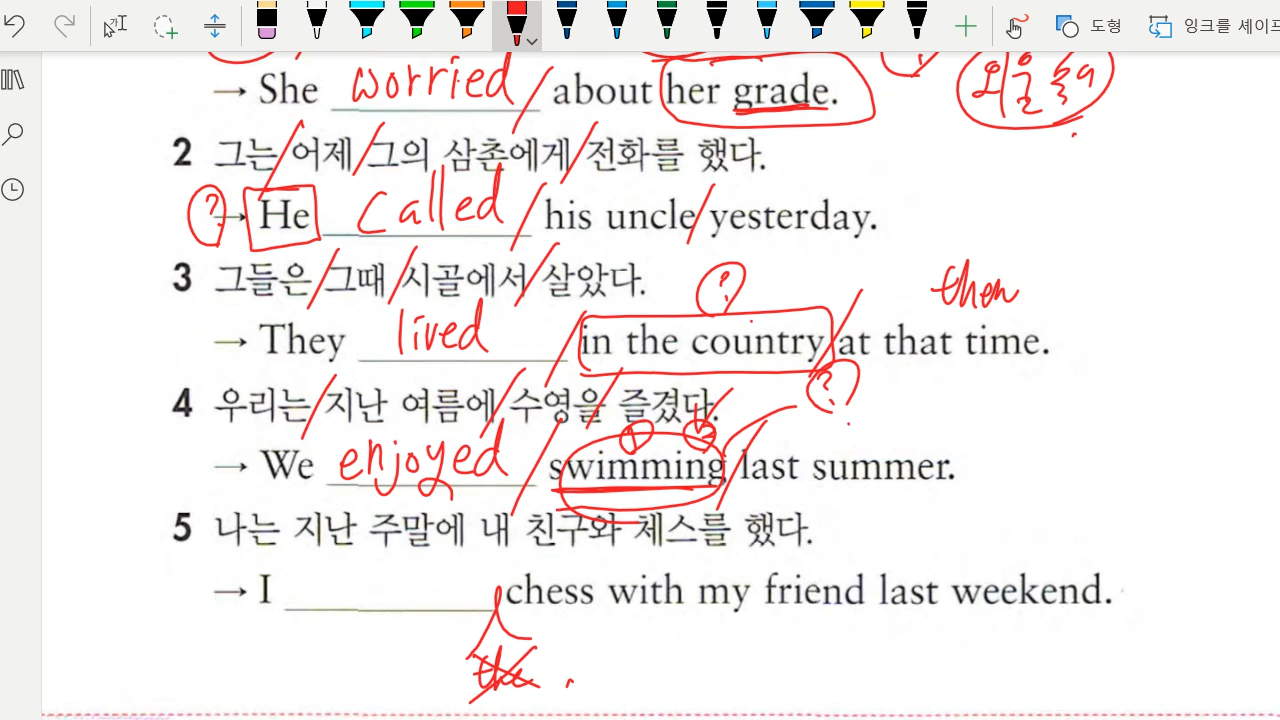 도형
잉크를 셰이프
→ She worried about her grade.
2 그는 어제 그의 삼촌에게 전화를 했다.
→ He called his uncle yesterday.
3 그들은 그때 시골에서 살았다.
then
→ They lived in the country at that time.
4 우리는 지난 여름에 수영을 즐겼다.
→ We enjoyed swimming last summer.
5 나는 지난 주말에 내 친구와 체스를 했다.
→ I ____ chess with my friend last weekend.
the